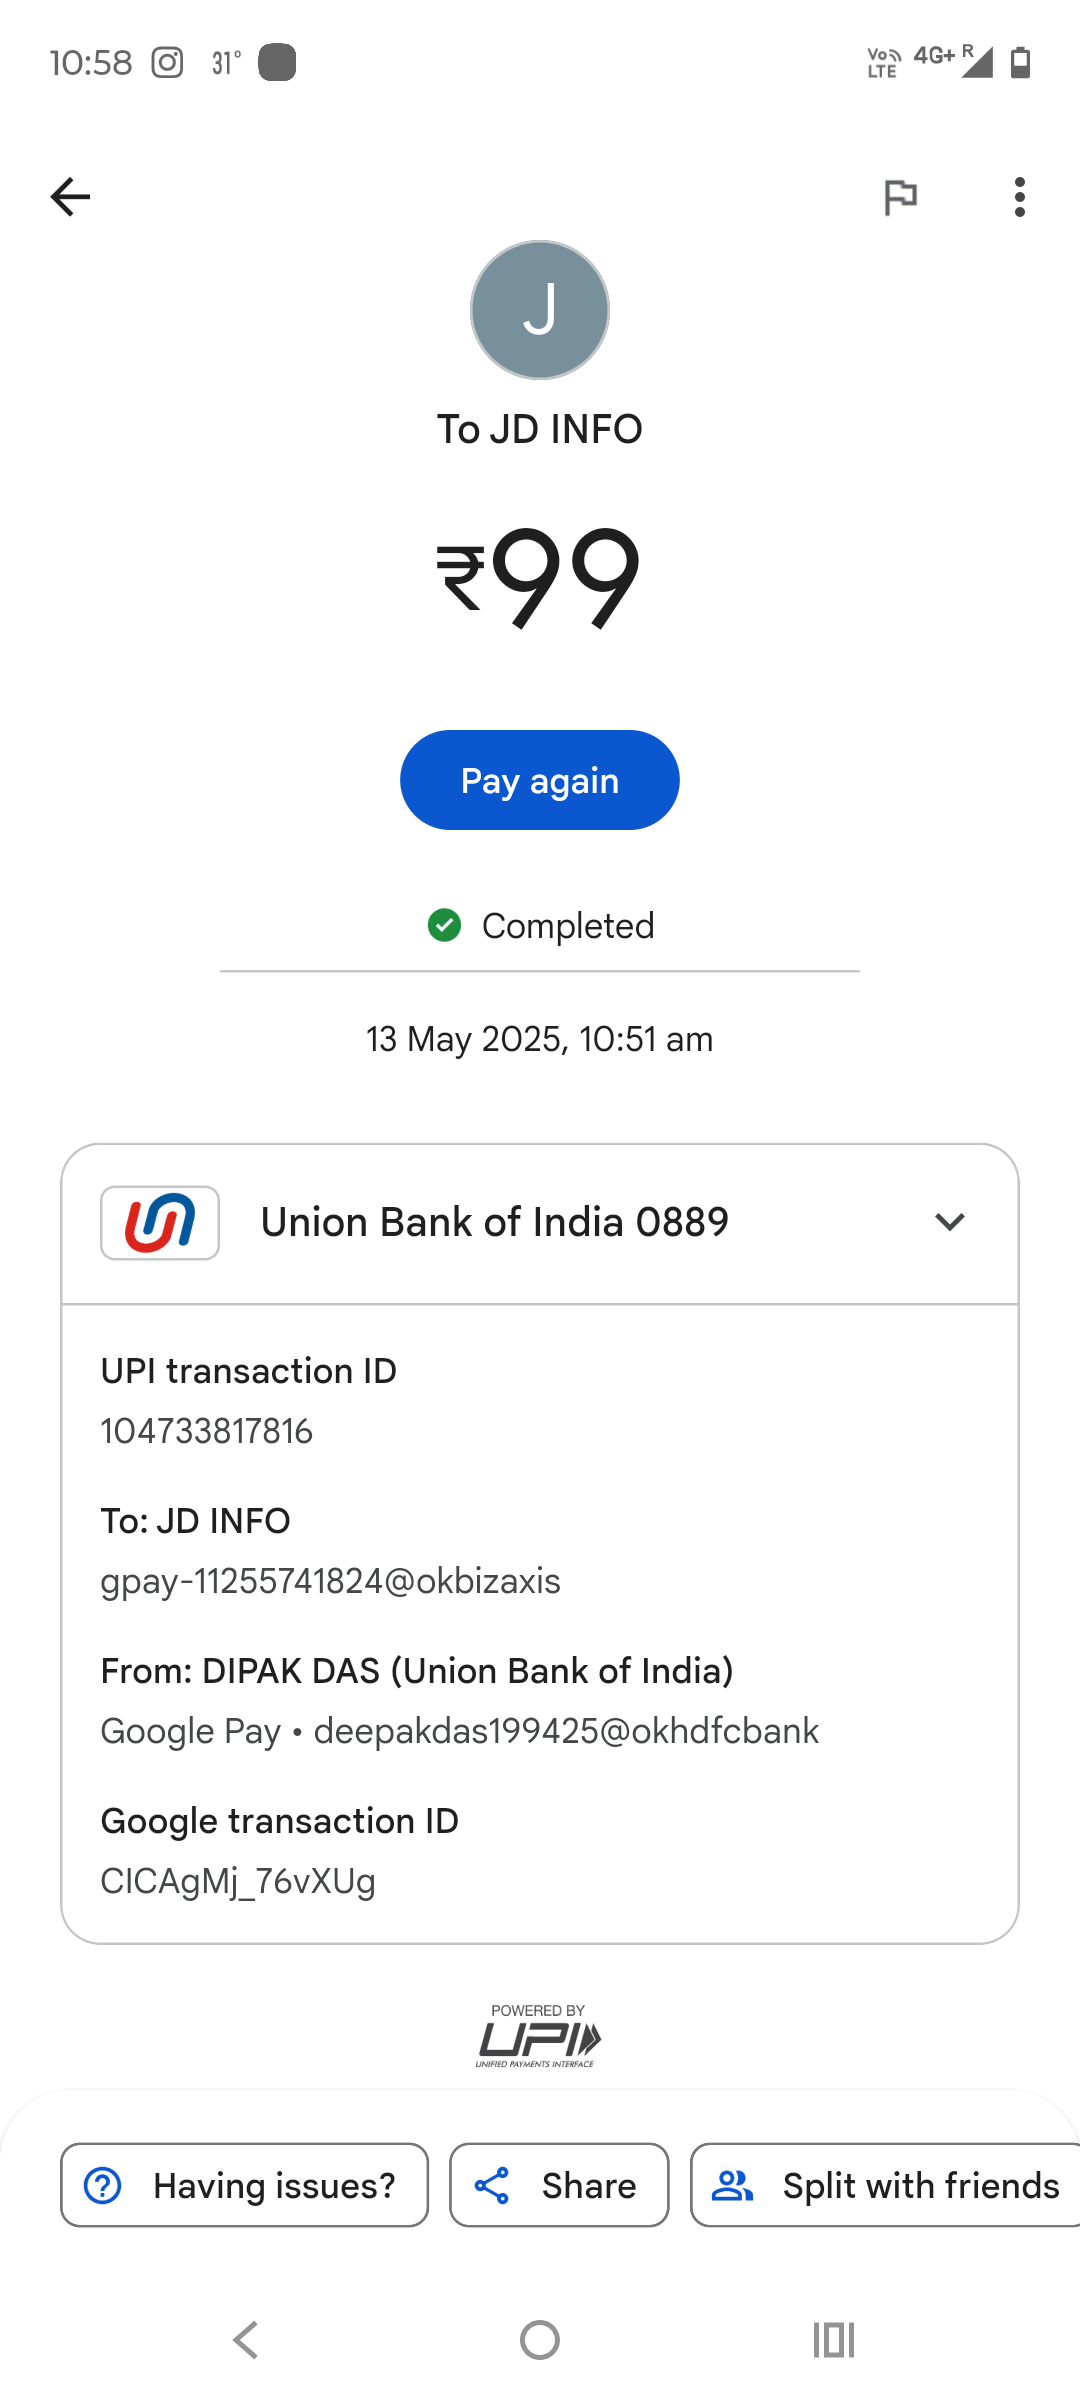 10:58 31°
Vo LTE 4G+ R
J
To JD INFO
₹99
Pay again
Completed
13 May 2025, 10:51 am
Union Bank of India 0889
UPI transaction ID
104733817816
To: JD INFO
gpay-11255741824@okbizaxis
From: DIPAK DAS (Union Bank of India)
Google Pay • deepakdas199425@okhdfcbank
Google transaction ID
CICAgMj_76vXUg
POWERED BY
UPI
UNIFIED PAYMENTS INTERFACE
Having issues? Share Split with friends